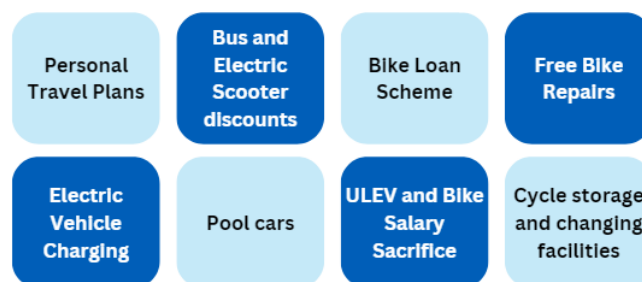 Personal
Travel Plans
Bus and
Electric
Scooter
discounts
Bike Loan
Scheme
Free Bike
Repairs
Electric
Vehicle
Charging
Pool cars
ULEV and Bike
Salary
Sacrifice
Cycle storage
and changing
facilities